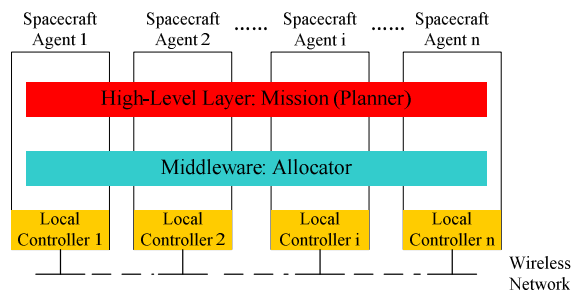 Spacecraft Agent 1
Spacecraft Agent 2
......
Spacecraft Agent i
......
Spacecraft Agent n
High-Level Layer: Mission (Planner)
Middleware: Allocator
Local Controller 1
Local Controller 2
Local Controller i
Local Controller n
Wireless Network